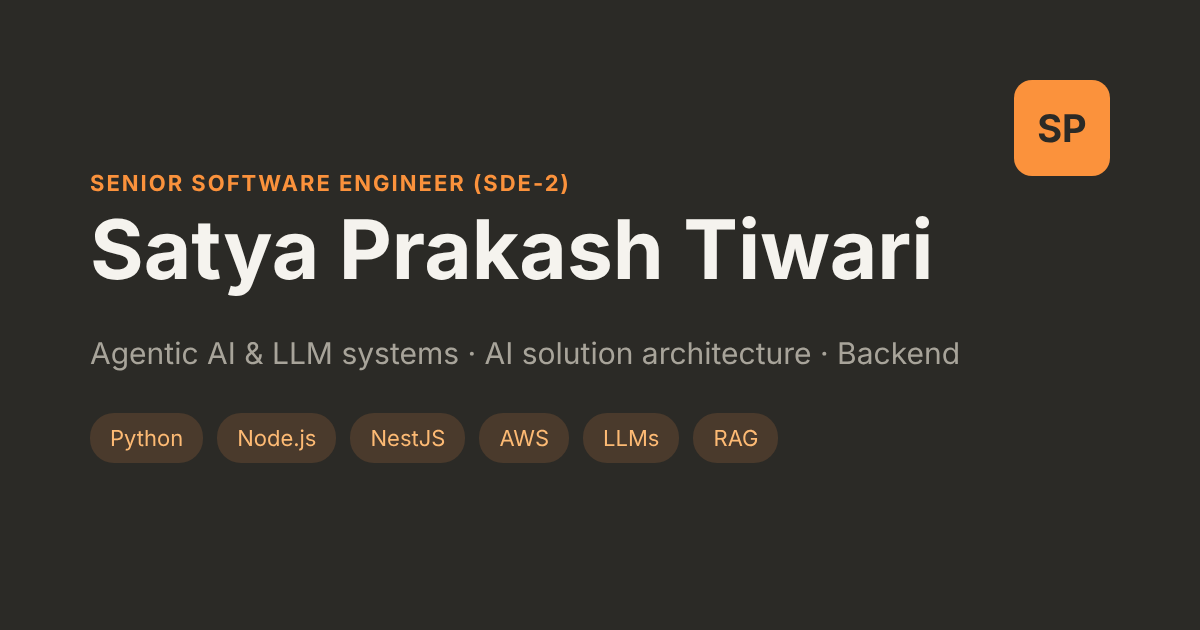 SP
SENIOR SOFTWARE ENGINEER (SDE-2)
Satya Prakash Tiwari
Agentic AI & LLM systems · AI solution architecture · Backend
Python Node.js NestJS AWS LLMs RAG